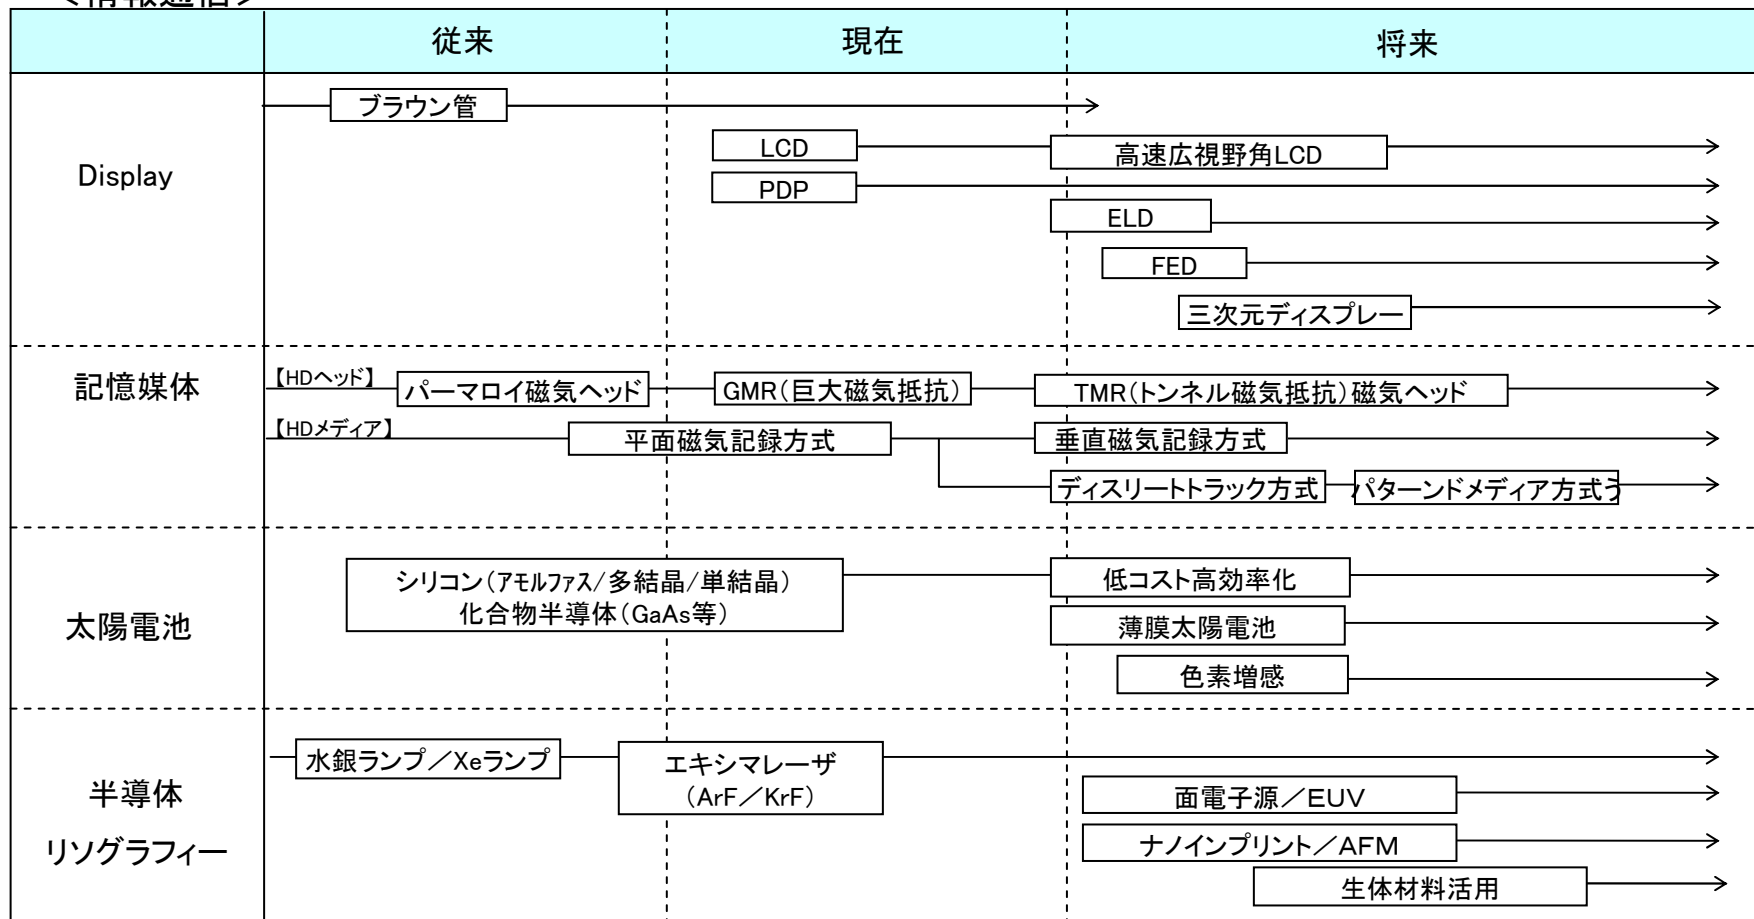 <情報通信>
従来 現在 将来
Display
ブラウン管
LCD 高速広視野角LCD
PDP
ELD
FED
三次元ディスプレー
記憶媒体
【HDヘッド】 パーマロイ磁気ヘッド GMR(巨大磁気抵抗) TMR(トンネル磁気抵抗)磁気ヘッド
【HDメディア】 平面磁気記録方式 垂直磁気記録方式
ディスリートトラック方式 パターンドメディア方式う
太陽電池
シリコン(アモルファス/多結晶/単結晶)
化合物半導体(GaAs等)
低コスト高効率化
薄膜太陽電池
色素増感
半導体
リソグラフィー
水銀ランプ/Xeランプ
エキシマレーザ
(ArF/KrF)
面電子源/EUV
ナノインプリント/AFM
生体材料活用